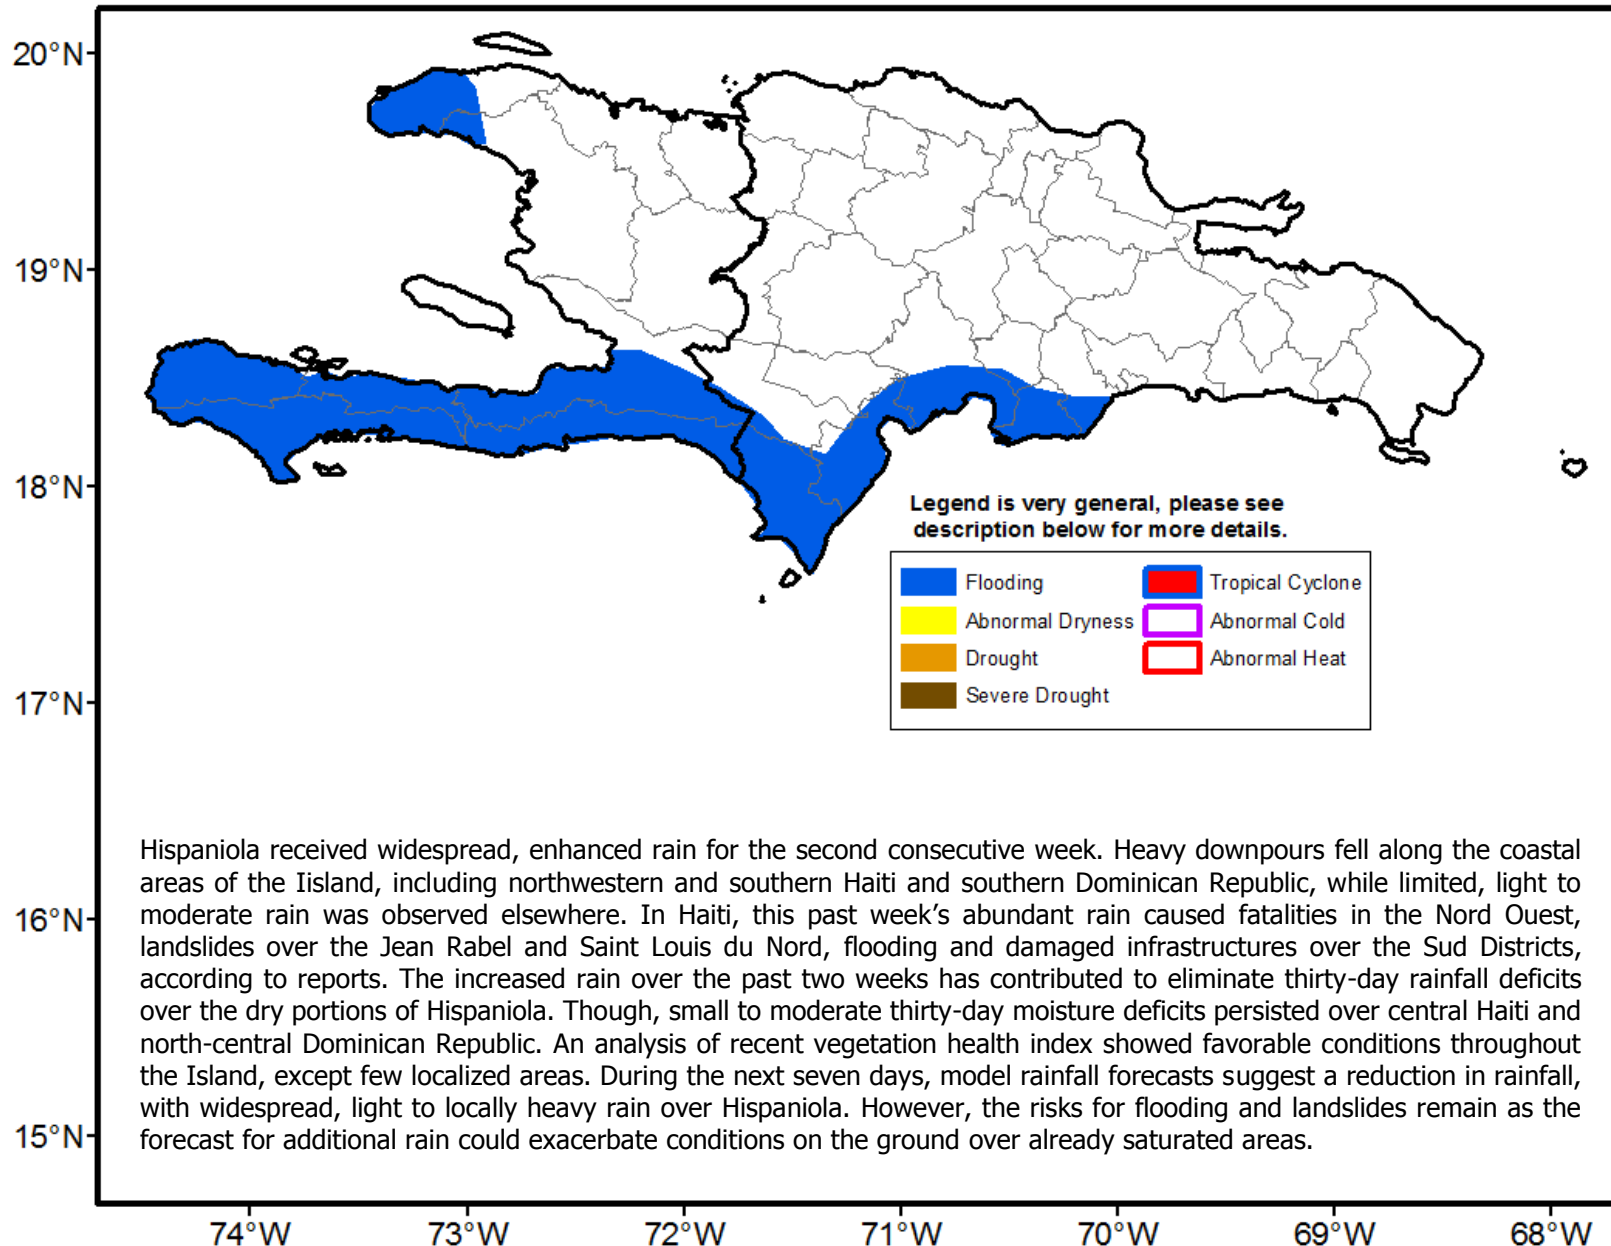 20°N
19°N
18°N
17°N
16°N
15°N
Legend is very general, please see
description below for more details.
Flooding
Tropical Cyclone
Abnormal Dryness
Abnormal Cold
Drought
Abnormal Heat
Severe Drought
Hispaniola received widespread, enhanced rain for the second consecutive week. Heavy downpours fell along the coastal
areas of the Iisland, including northwestern and southern Haiti and southern Dominican Republic, while limited, light to
moderate rain was observed elsewhere. In Haiti, this past week’s abundant rain caused fatalities in the Nord Ouest,
landslides over the Jean Rabel and Saint Louis du Nord, flooding and damaged infrastructures over the Sud Districts,
according to reports. The increased rain over the past two weeks has contributed to eliminate thirty-day rainfall deficits
over the dry portions of Hispaniola. Though, small to moderate thirty-day moisture deficits persisted over central Haiti and
north-central Dominican Republic. An analysis of recent vegetation health index showed favorable conditions throughout
the Island, except few localized areas. During the next seven days, model rainfall forecasts suggest a reduction in rainfall,
with widespread, light to locally heavy rain over Hispaniola. However, the risks for flooding and landslides remain as the
forecast for additional rain could exacerbate conditions on the ground over already saturated areas.
74°W 73°W 72°W 71°W 70°W 69°W 68°W